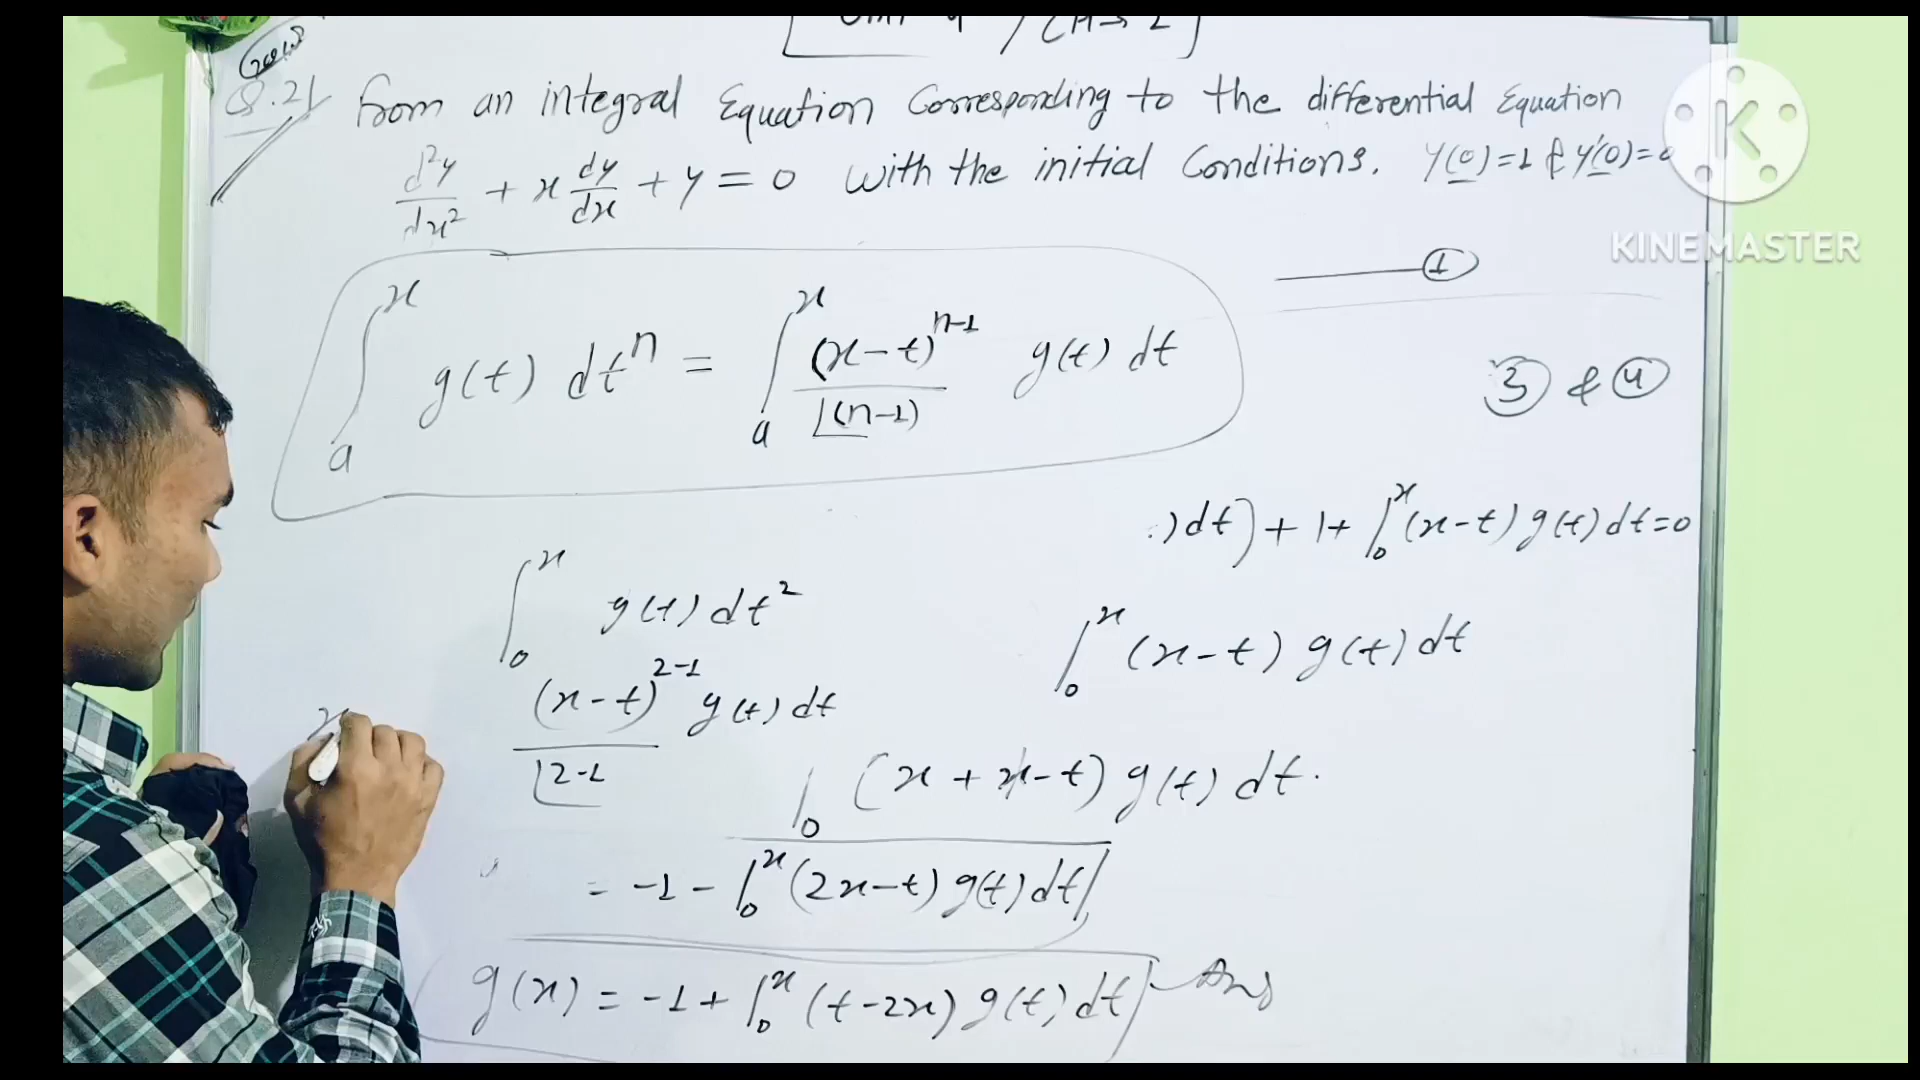 Q.21 From an integral Equation Corresponding to the differential Equation
d²y/dx² + x dy/dx + y = 0 with the initial Conditions. y(0)=1 & y'(0)=0
KINEMASTER
①
∫ₐˣ g(t) dtⁿ = ∫ₐˣ (x-t)ⁿ⁻¹/⌊(n-1) g(t) dt
③ & ④
) dt) + 1+ ∫₀ˣ (x-t) g(t) dt=0
∫₀ˣ g(t) dt²
∫₀ˣ (x-t) g(t) dt
(x-t)²⁻¹/⌊2-1 g(t) dt
∫₀ (x + x-t) g(t) dt.
= -1 - ∫₀ˣ (2x-t) g(t) dt
g(x) = -1 + ∫₀ˣ (t-2x) g(t) dt Ans